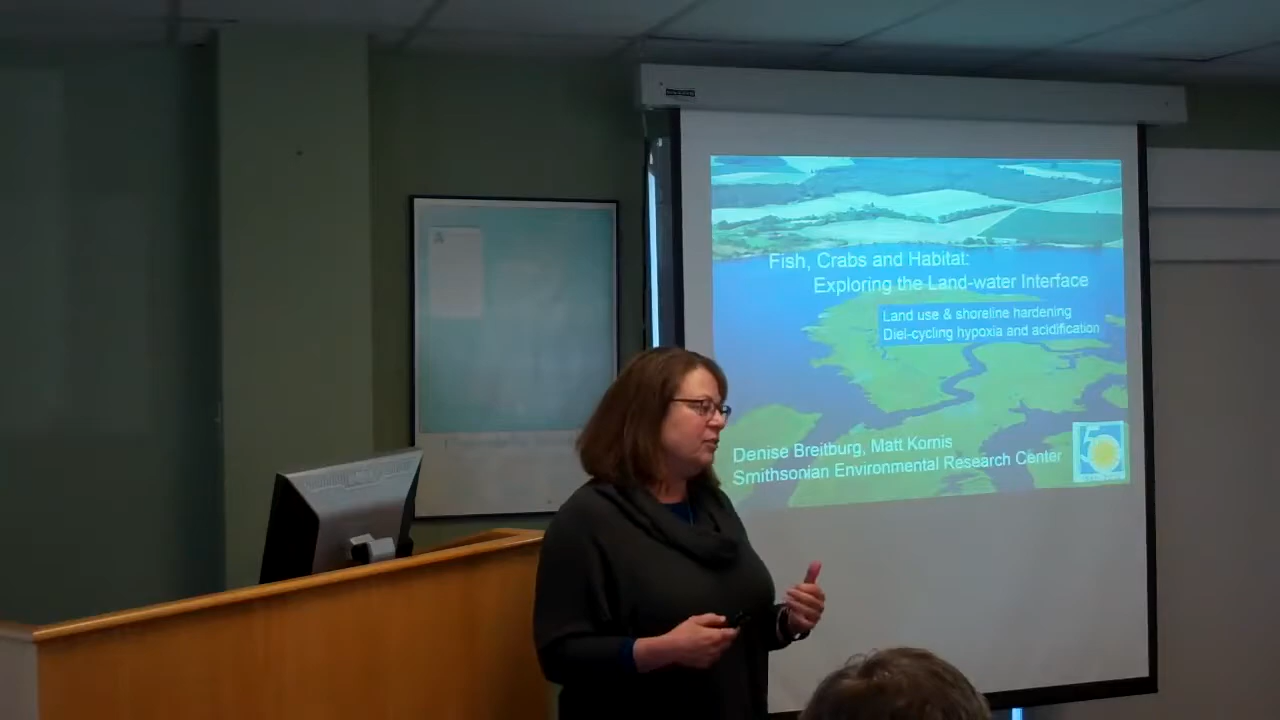 Fish, Crabs and Habitat:
Exploring the Land-water Interface
Land use & shoreline hardening
Diel-cycling hypoxia and acidification
Denise Breitburg, Matt Kornis
Smithsonian Environmental Research Center
50